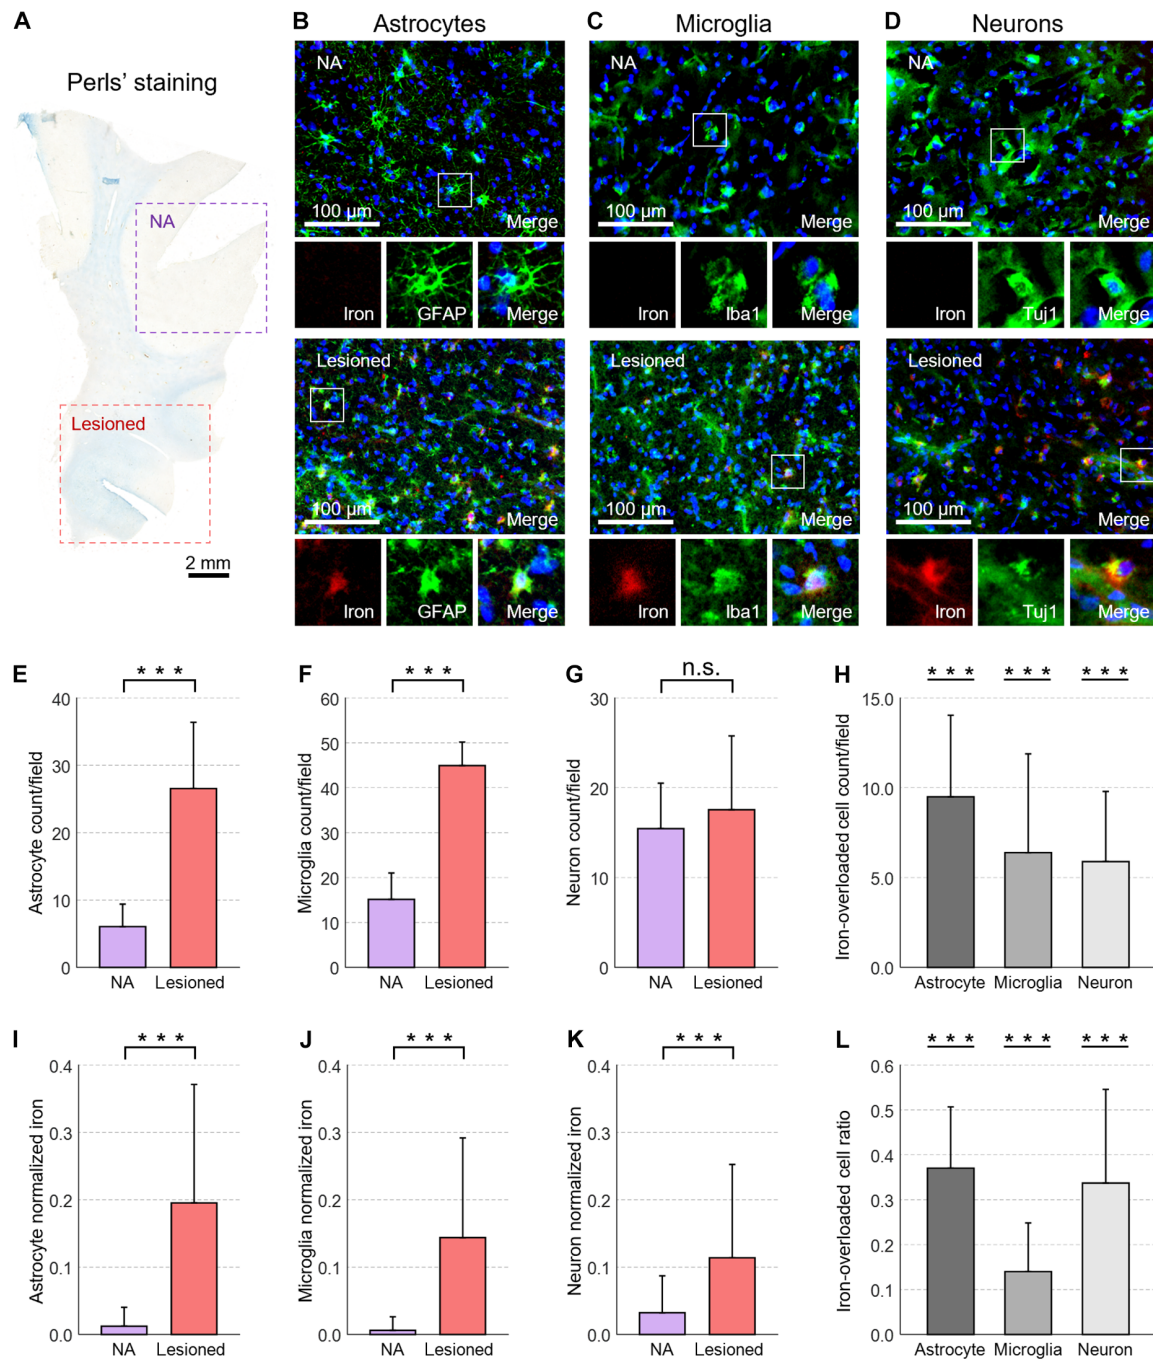 A
Perls’ staining
NA
Lesioned
2 mm
B Astrocytes
NA
100 µm
Merge
Iron
GFAP
Merge
Lesioned
100 µm
Merge
Iron
GFAP
Merge
C Microglia
NA
100 µm
Merge
Iron
Iba1
Merge
Lesioned
100 µm
Merge
Iron
Iba1
Merge
D Neurons
NA
100 µm
Merge
Iron
Tuj1
Merge
Lesioned
100 µm
Merge
Iron
Tuj1
Merge
E
* * *
Astrocyte count/field
40
30
20
10
0
NA Lesioned
F
* * *
Microglia count/field
60
50
40
30
20
10
0
NA Lesioned
G
n.s.
Neuron count/field
30
20
10
0
NA Lesioned
H
* * * * * * * * *
Iron-overloaded cell count/field
15.0
10.0
5.0
0.0
Astrocyte Microglia Neuron
I
* * *
Astrocyte normalized iron
0.4
0.3
0.2
0.1
0.0
NA Lesioned
J
* * *
Microglia normalized iron
0.4
0.3
0.2
0.1
0.0
NA Lesioned
K
* * *
Neuron normalized iron
0.4
0.3
0.2
0.1
0.0
NA Lesioned
L
* * * * * * * * *
Iron-overloaded cell ratio
0.6
0.5
0.4
0.3
0.2
0.1
0.0
Astrocyte Microglia Neuron